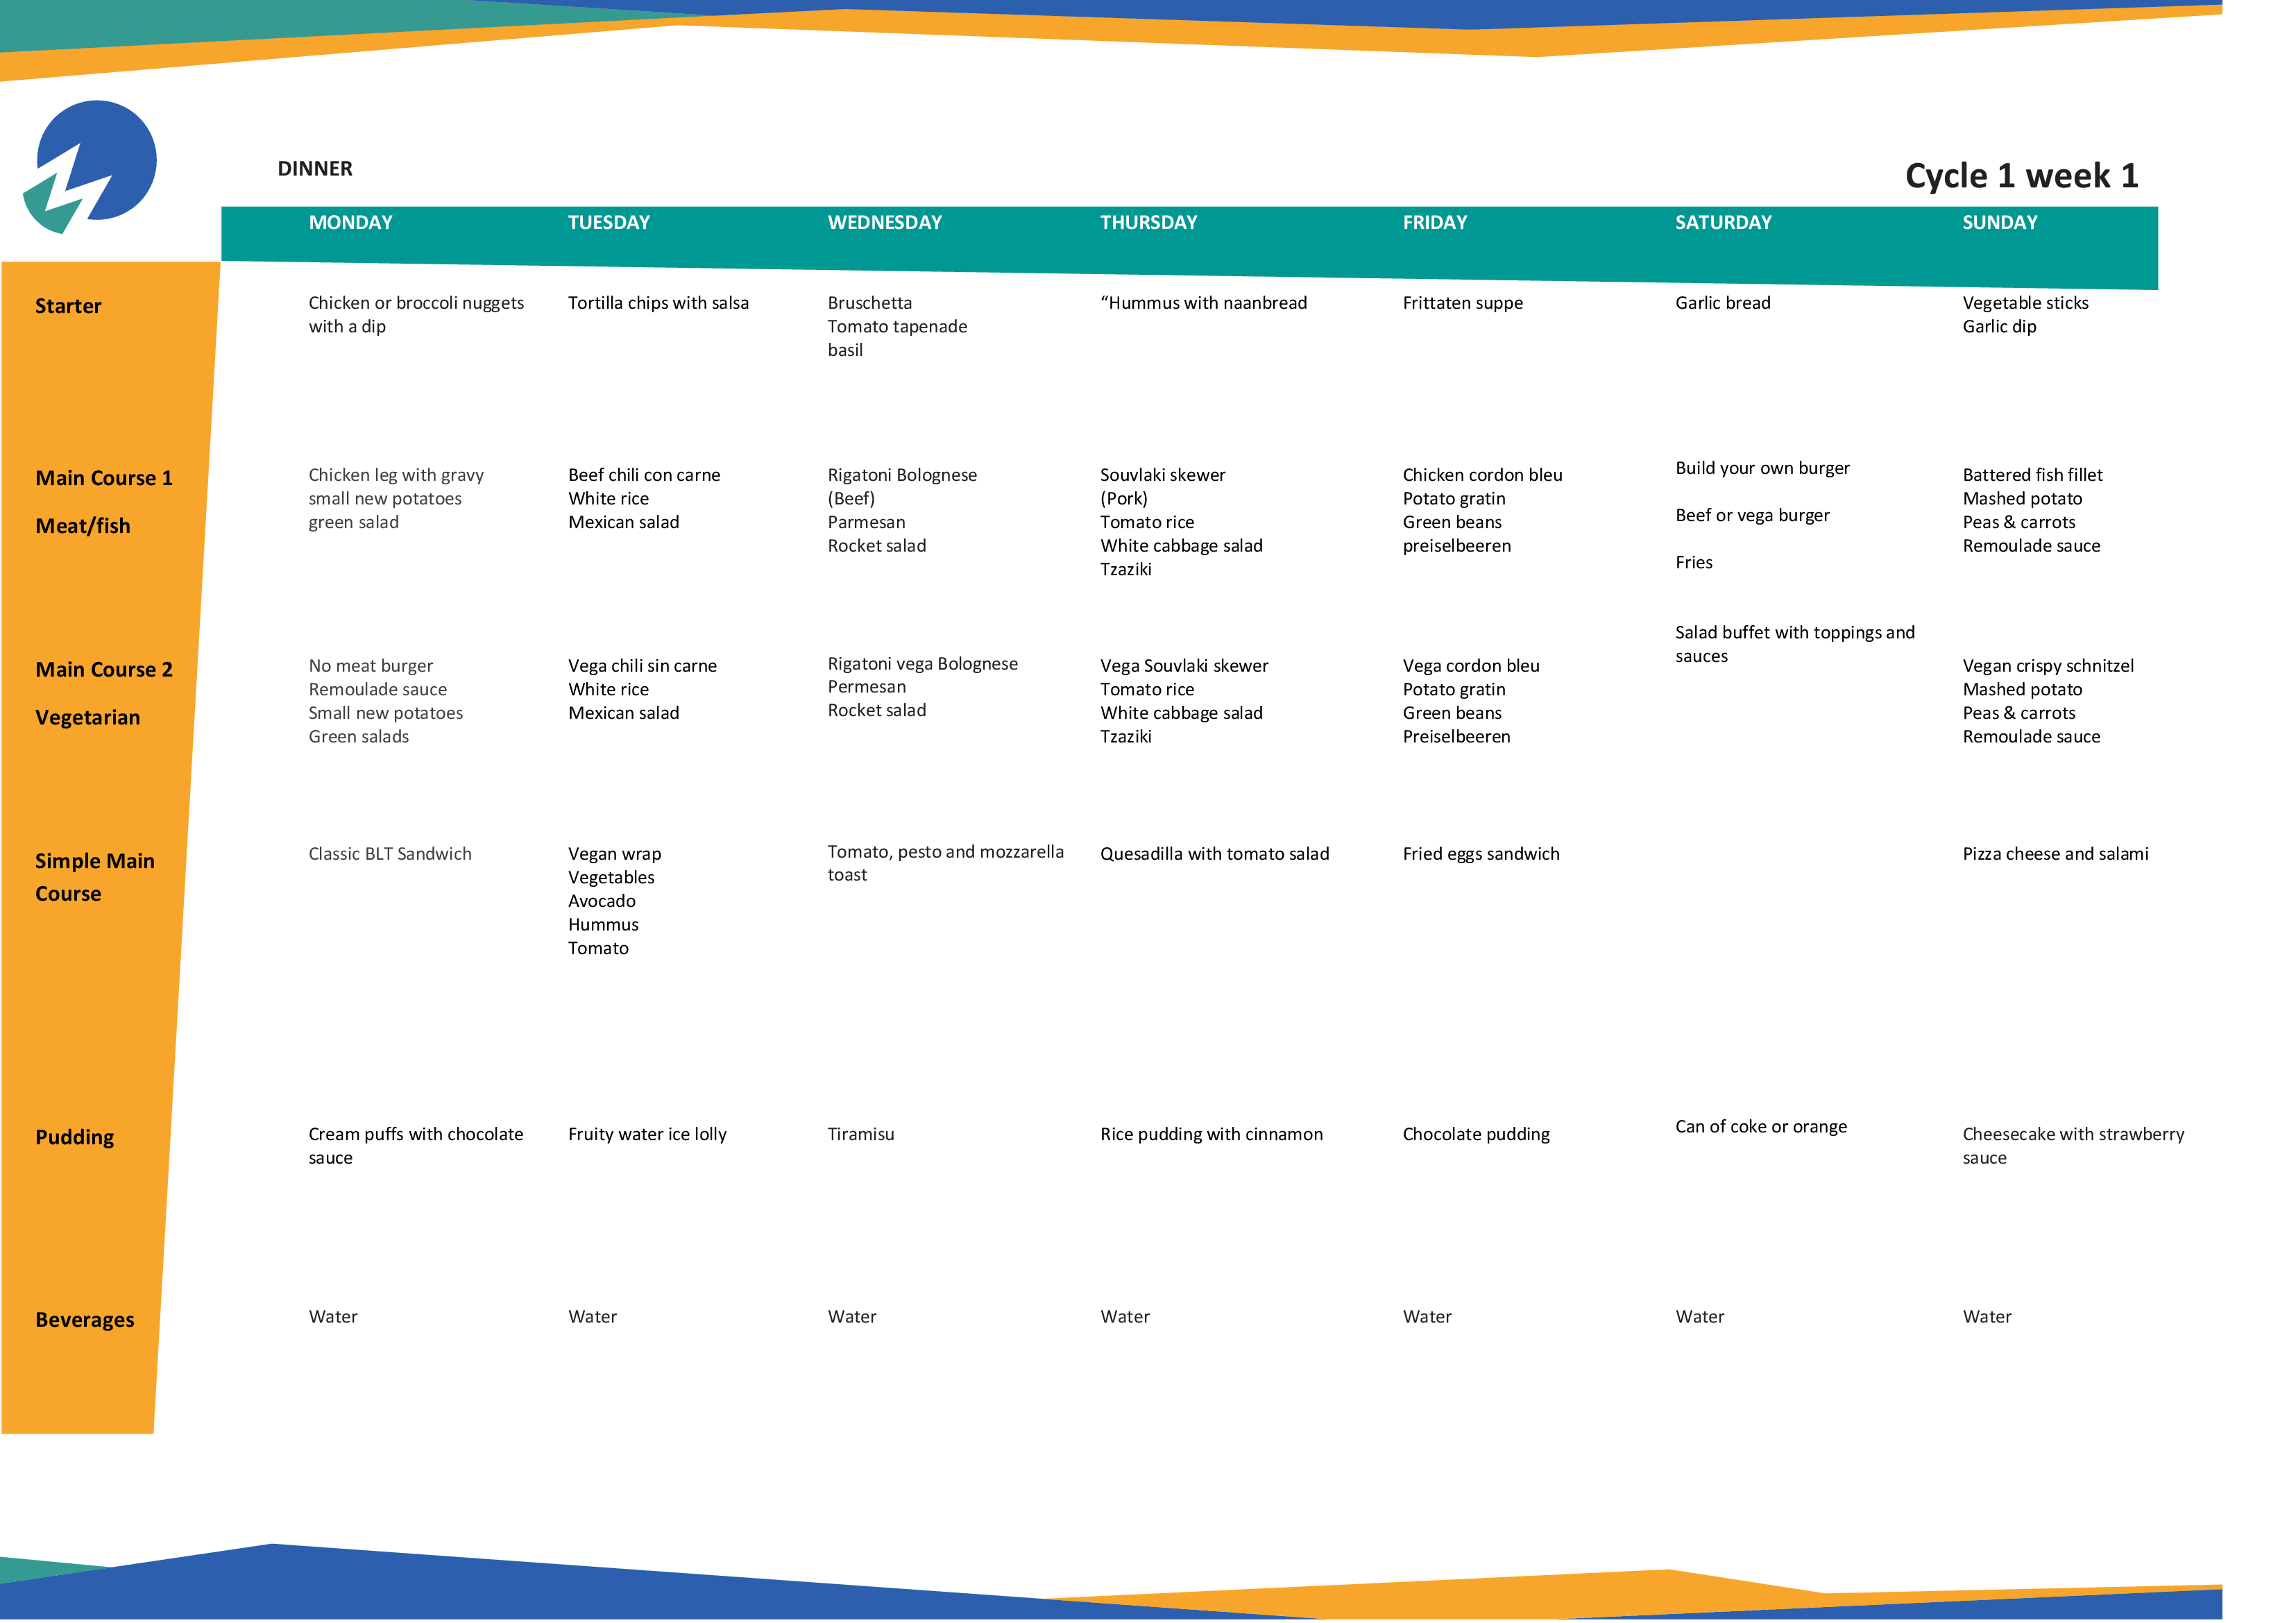 DINNER
Cycle 1 week 1
MONDAY
TUESDAY
WEDNESDAY
THURSDAY
FRIDAY
SATURDAY
SUNDAY
Starter
Chicken or broccoli nuggets
with a dip
Tortilla chips with salsa
Bruschetta
Tomato tapenade
basil
“Hummus with naanbread
Frittaten suppe
Garlic bread
Vegetable sticks
Garlic dip
Main Course 1
Meat/fish
Chicken leg with gravy
small new potatoes
green salad
Beef chili con carne
White rice
Mexican salad
Rigatoni Bolognese
(Beef)
Parmesan
Rocket salad
Souvlaki skewer
(Pork)
Tomato rice
White cabbage salad
Tzaziki
Chicken cordon bleu
Potato gratin
Green beans
preiselbeeren
Build your own burger
Beef or vega burger
Fries
Salad buffet with toppings and
sauces
Battered fish fillet
Mashed potato
Peas & carrots
Remoulade sauce
Main Course 2
Vegetarian
No meat burger
Remoulade sauce
Small new potatoes
Green salads
Vega chili sin carne
White rice
Mexican salad
Rigatoni vega Bolognese
Permesan
Rocket salad
Vega Souvlaki skewer
Tomato rice
White cabbage salad
Tzaziki
Vega cordon bleu
Potato gratin
Green beans
Preiselbeeren
Vegan crispy schnitzel
Mashed potato
Peas & carrots
Remoulade sauce
Simple Main
Course
Classic BLT Sandwich
Vegan wrap
Vegetables
Avocado
Hummus
Tomato
Tomato, pesto and mozzarella
toast
Quesadilla with tomato salad
Fried eggs sandwich
Pizza cheese and salami
Pudding
Cream puffs with chocolate
sauce
Fruity water ice lolly
Tiramisu
Rice pudding with cinnamon
Chocolate pudding
Can of coke or orange
Cheesecake with strawberry
sauce
Beverages
Water
Water
Water
Water
Water
Water
Water